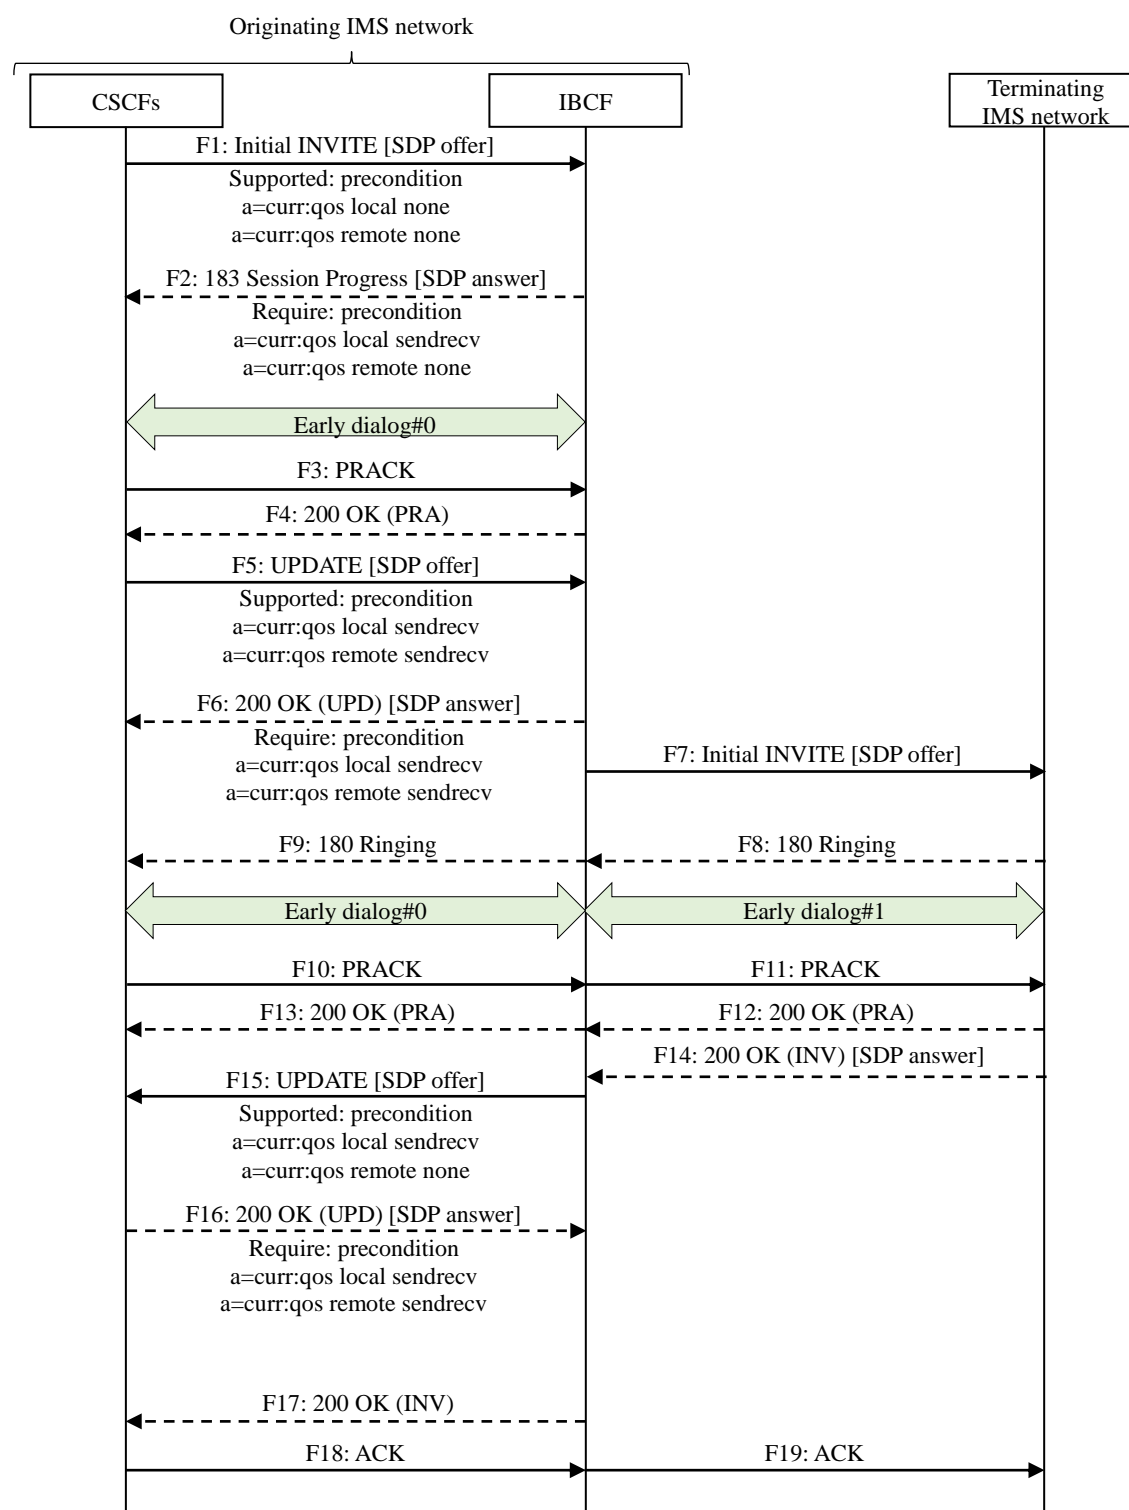 Originating IMS network
CSCFs
IBCF
Terminating
IMS network
F1: Initial INVITE [SDP offer]
Supported: precondition
a=curr:qos local none
a=curr:qos remote none
F2: 183 Session Progress [SDP answer]
Require: precondition
a=curr:qos local sendrecv
a=curr:qos remote none
Early dialog#0
F3: PRACK
F4: 200 OK (PRA)
F5: UPDATE [SDP offer]
Supported: precondition
a=curr:qos local sendrecv
a=curr:qos remote sendrecv
F6: 200 OK (UPD) [SDP answer]
Require: precondition
a=curr:qos local sendrecv
a=curr:qos remote sendrecv
F7: Initial INVITE [SDP offer]
F9: 180 Ringing
F8: 180 Ringing
Early dialog#0
Early dialog#1
F10: PRACK
F11: PRACK
F13: 200 OK (PRA)
F12: 200 OK (PRA)
F14: 200 OK (INV) [SDP answer]
F15: UPDATE [SDP offer]
Supported: precondition
a=curr:qos local sendrecv
a=curr:qos remote none
F16: 200 OK (UPD) [SDP answer]
Require: precondition
a=curr:qos local sendrecv
a=curr:qos remote sendrecv
F17: 200 OK (INV)
F18: ACK
F19: ACK